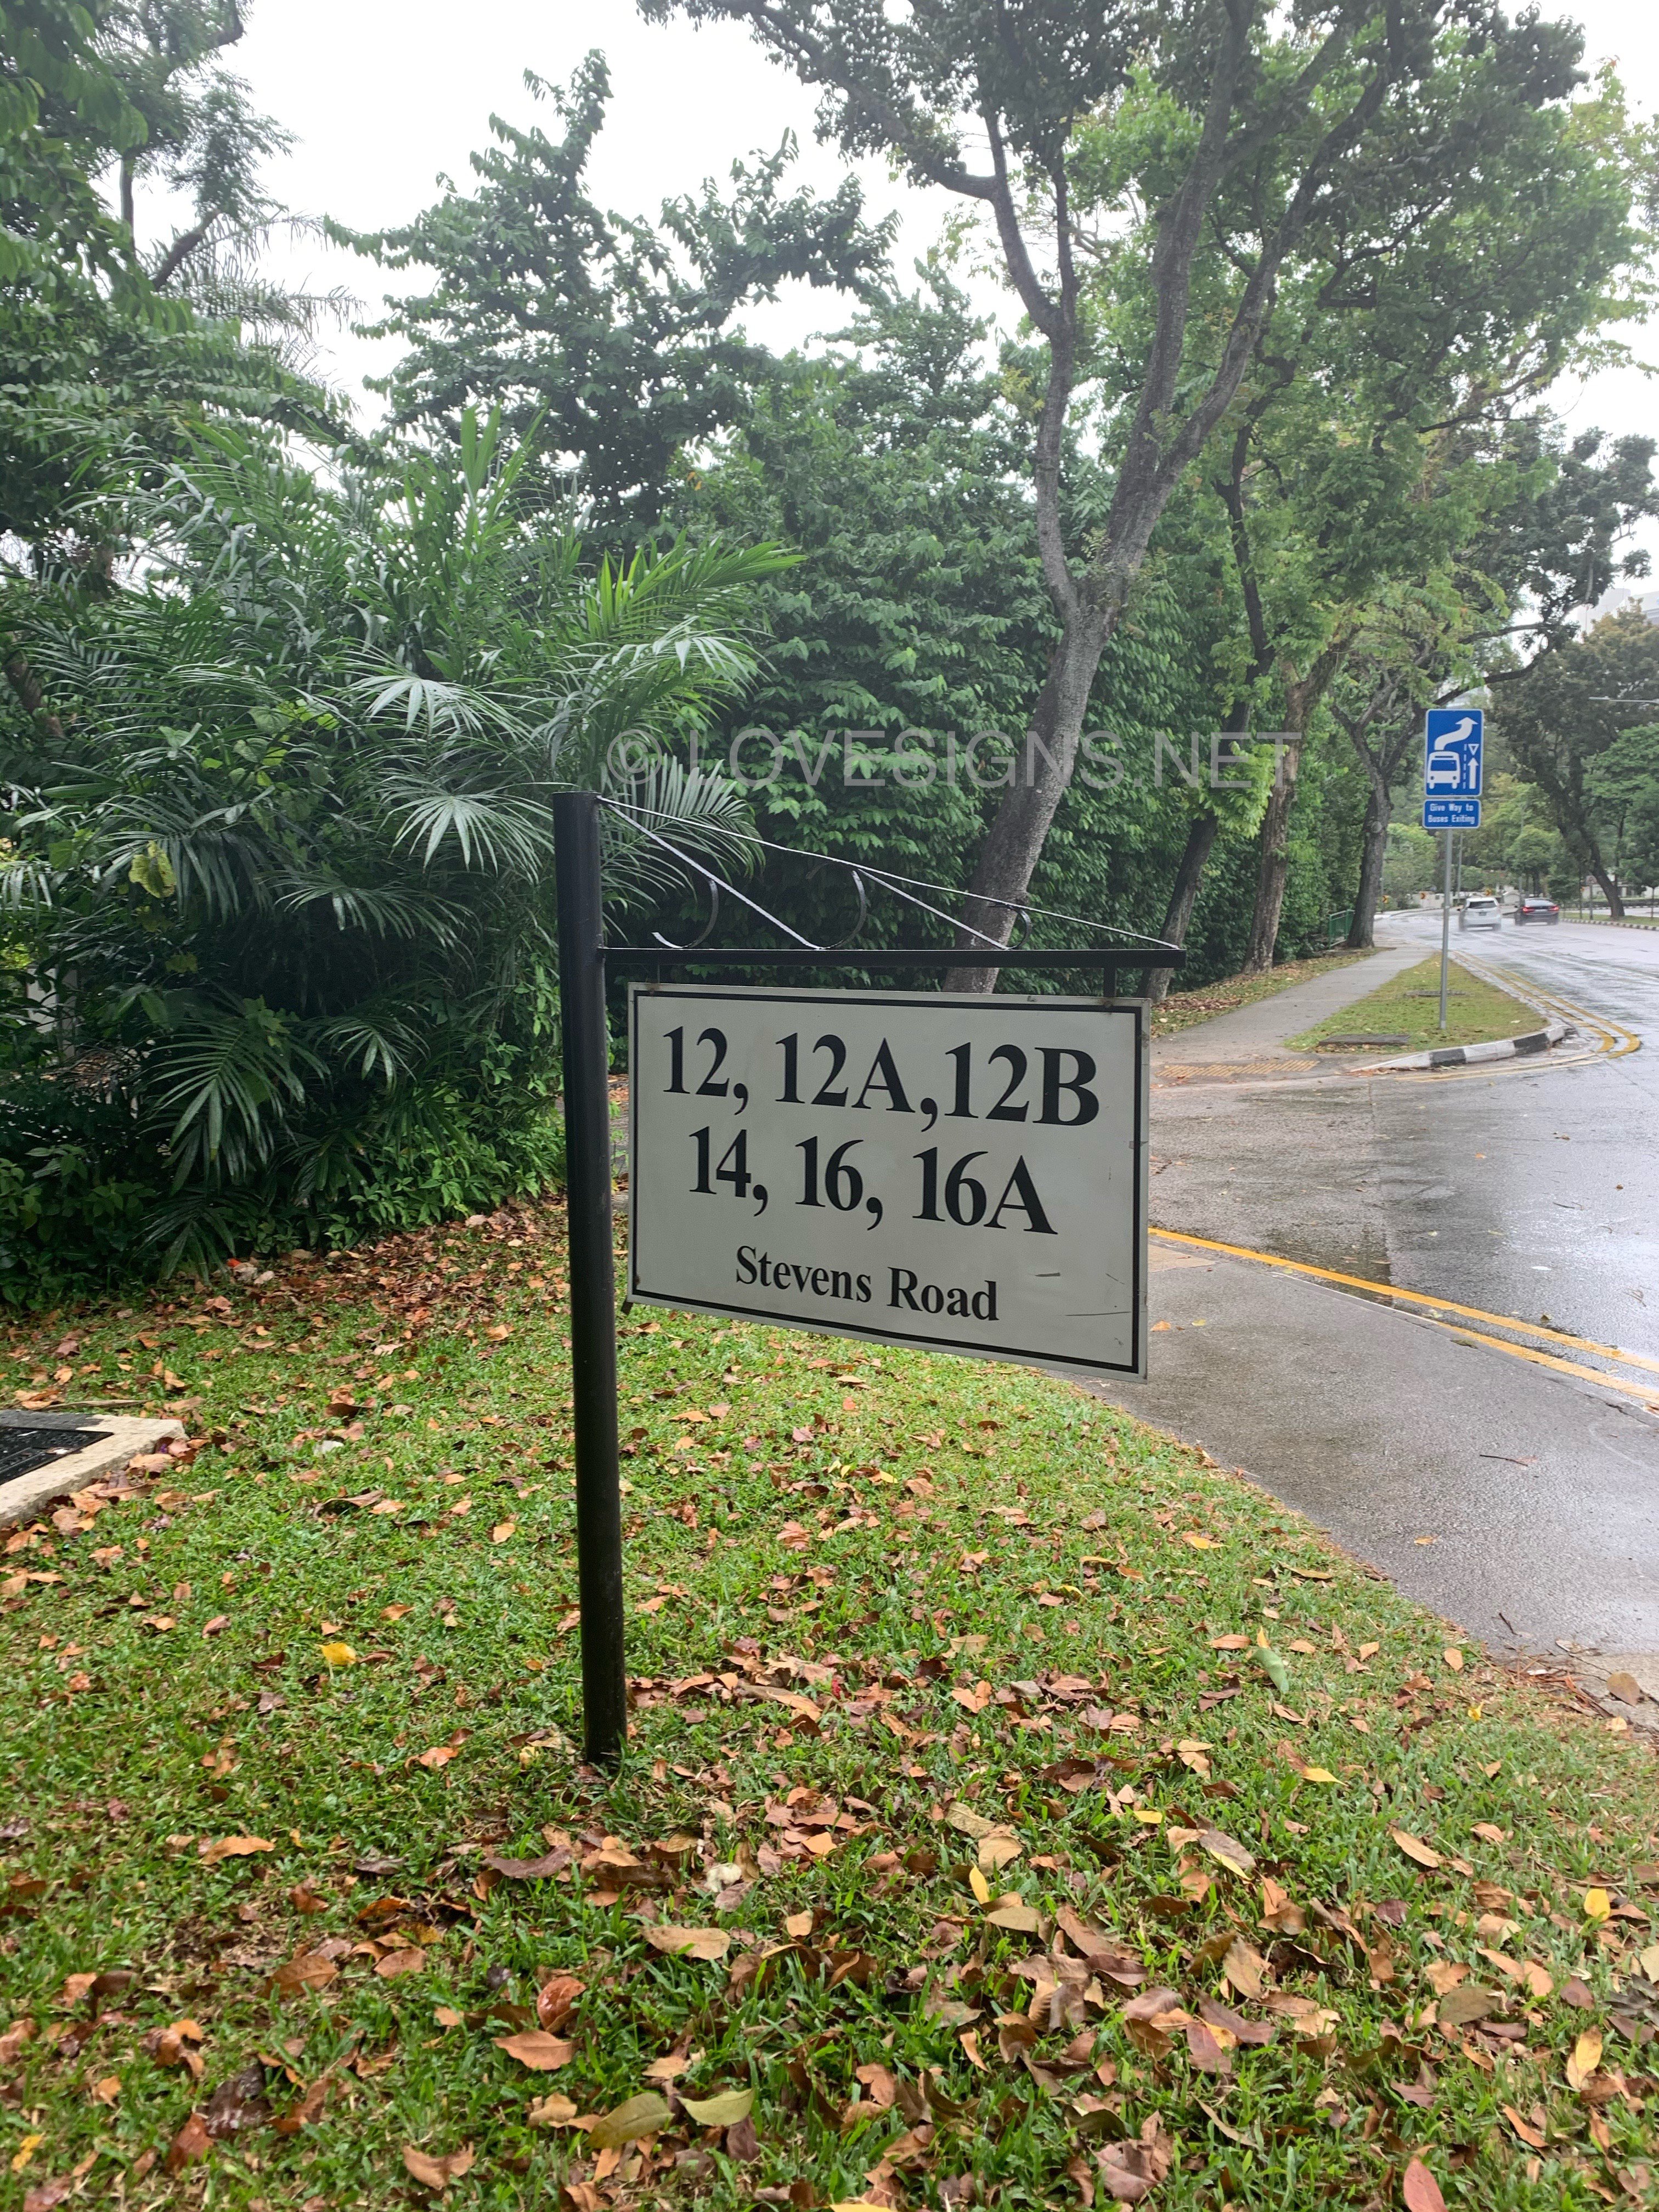 © LOVESIGNS.NET
Give Way to
Buses Exiting
12, 12A,12B
14, 16, 16A
Stevens Road